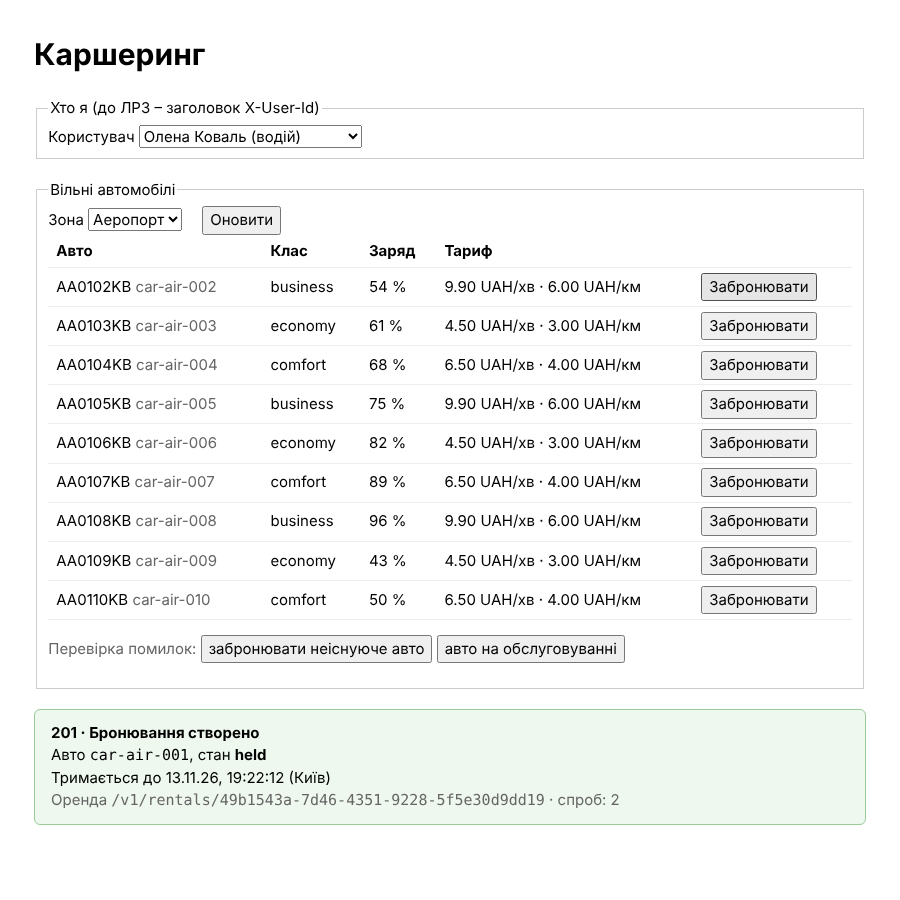 Каршеринг
Хто я (до ЛР3 – заголовок X-User-Id)
Користувач Олена Коваль (водій)
Вільні автомобілі
Зона Аеропорт Оновити
Авто Клас Заряд Тариф
AA0102KB car-air-002 business 54 % 9.90 UAH/хв · 6.00 UAH/км Забронювати
AA0103KB car-air-003 economy 61 % 4.50 UAH/хв · 3.00 UAH/км Забронювати
AA0104KB car-air-004 comfort 68 % 6.50 UAH/хв · 4.00 UAH/км Забронювати
AA0105KB car-air-005 business 75 % 9.90 UAH/хв · 6.00 UAH/км Забронювати
AA0106KB car-air-006 economy 82 % 4.50 UAH/хв · 3.00 UAH/км Забронювати
AA0107KB car-air-007 comfort 89 % 6.50 UAH/хв · 4.00 UAH/км Забронювати
AA0108KB car-air-008 business 96 % 9.90 UAH/хв · 6.00 UAH/км Забронювати
AA0109KB car-air-009 economy 43 % 4.50 UAH/хв · 3.00 UAH/км Забронювати
AA0110KB car-air-010 comfort 50 % 6.50 UAH/хв · 4.00 UAH/км Забронювати
Перевірка помилок: забронювати неіснуюче авто авто на обслуговуванні
201 · Бронювання створено
Авто car-air-001, стан held
Тримається до 13.11.26, 19:22:12 (Київ)
Оренда /v1/rentals/49b1543a-7d46-4351-9228-5f5e30d9dd19 · спроб: 2